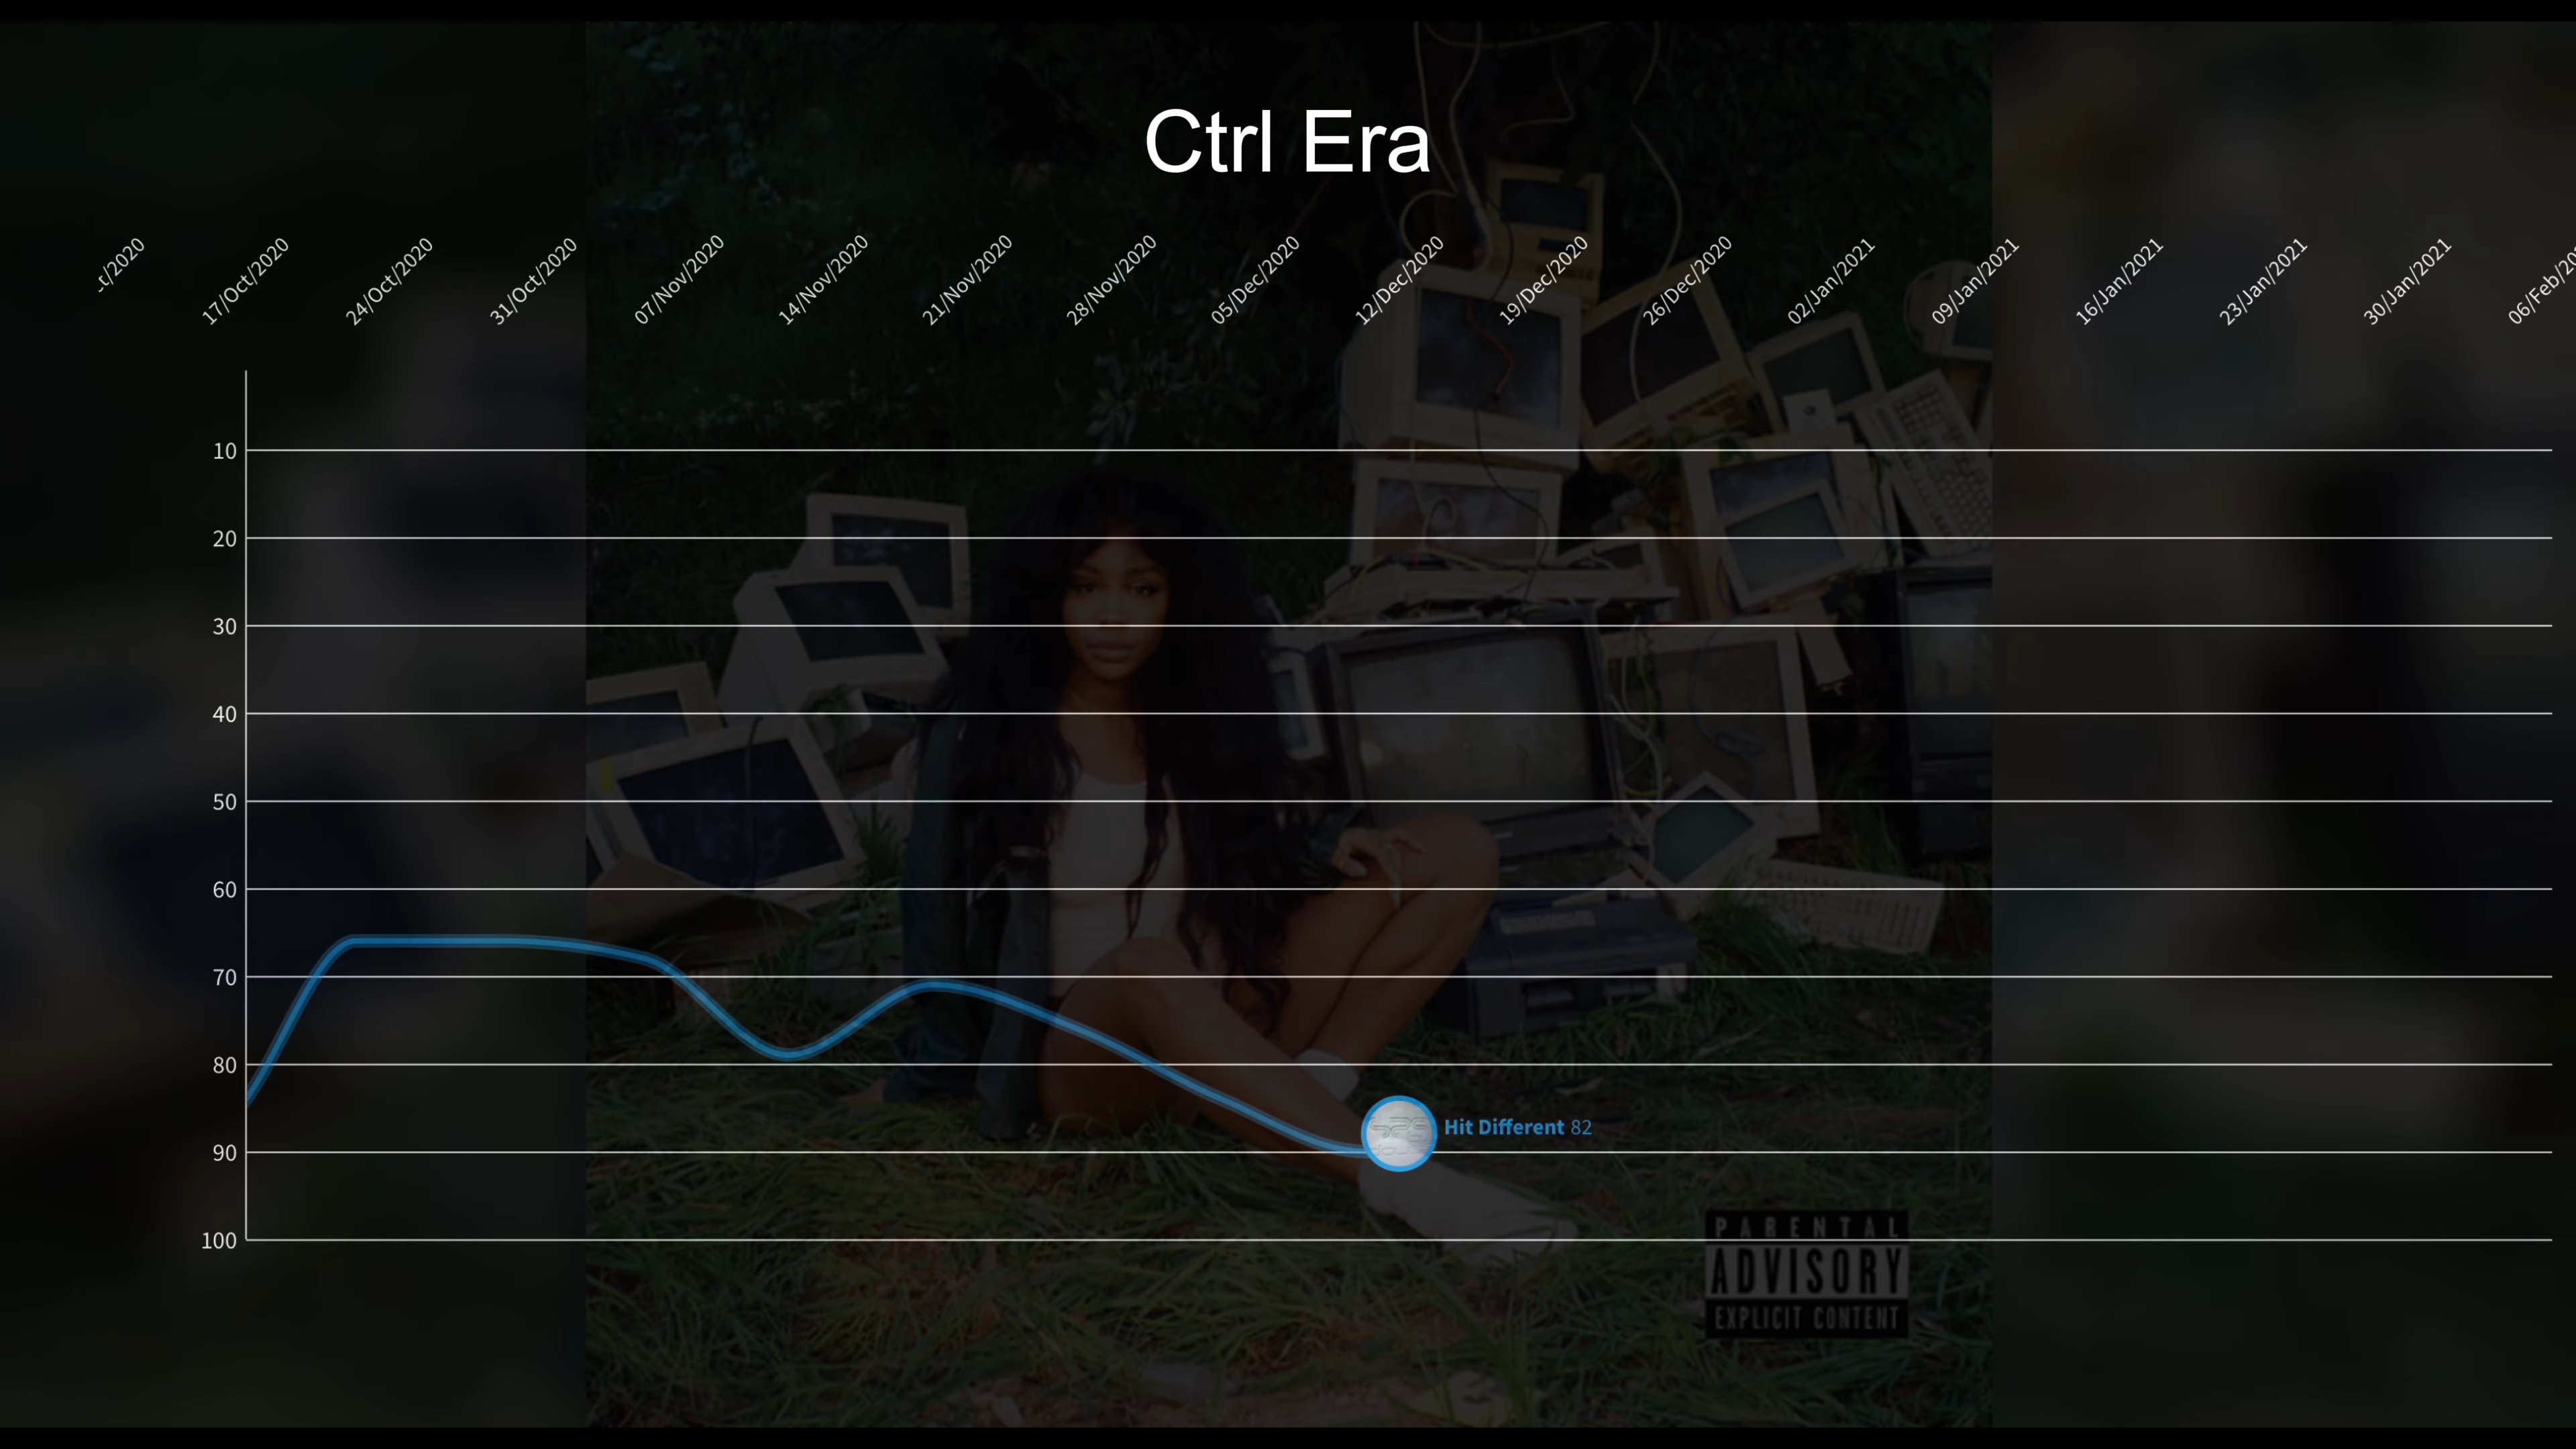 Ctrl Era
17/Oct/2020
24/Oct/2020
31/Oct/2020
07/Nov/2020
14/Nov/2020
21/Nov/2020
28/Nov/2020
05/Dec/2020
12/Dec/2020
19/Dec/2020
26/Dec/2020
02/Jan/2021
09/Jan/2021
16/Jan/2021
23/Jan/2021
30/Jan/2021
10
20
30
40
50
60
70
80
90
100
Hit Different 82
PARENTAL
ADVISORY
EXPLICIT CONTENT